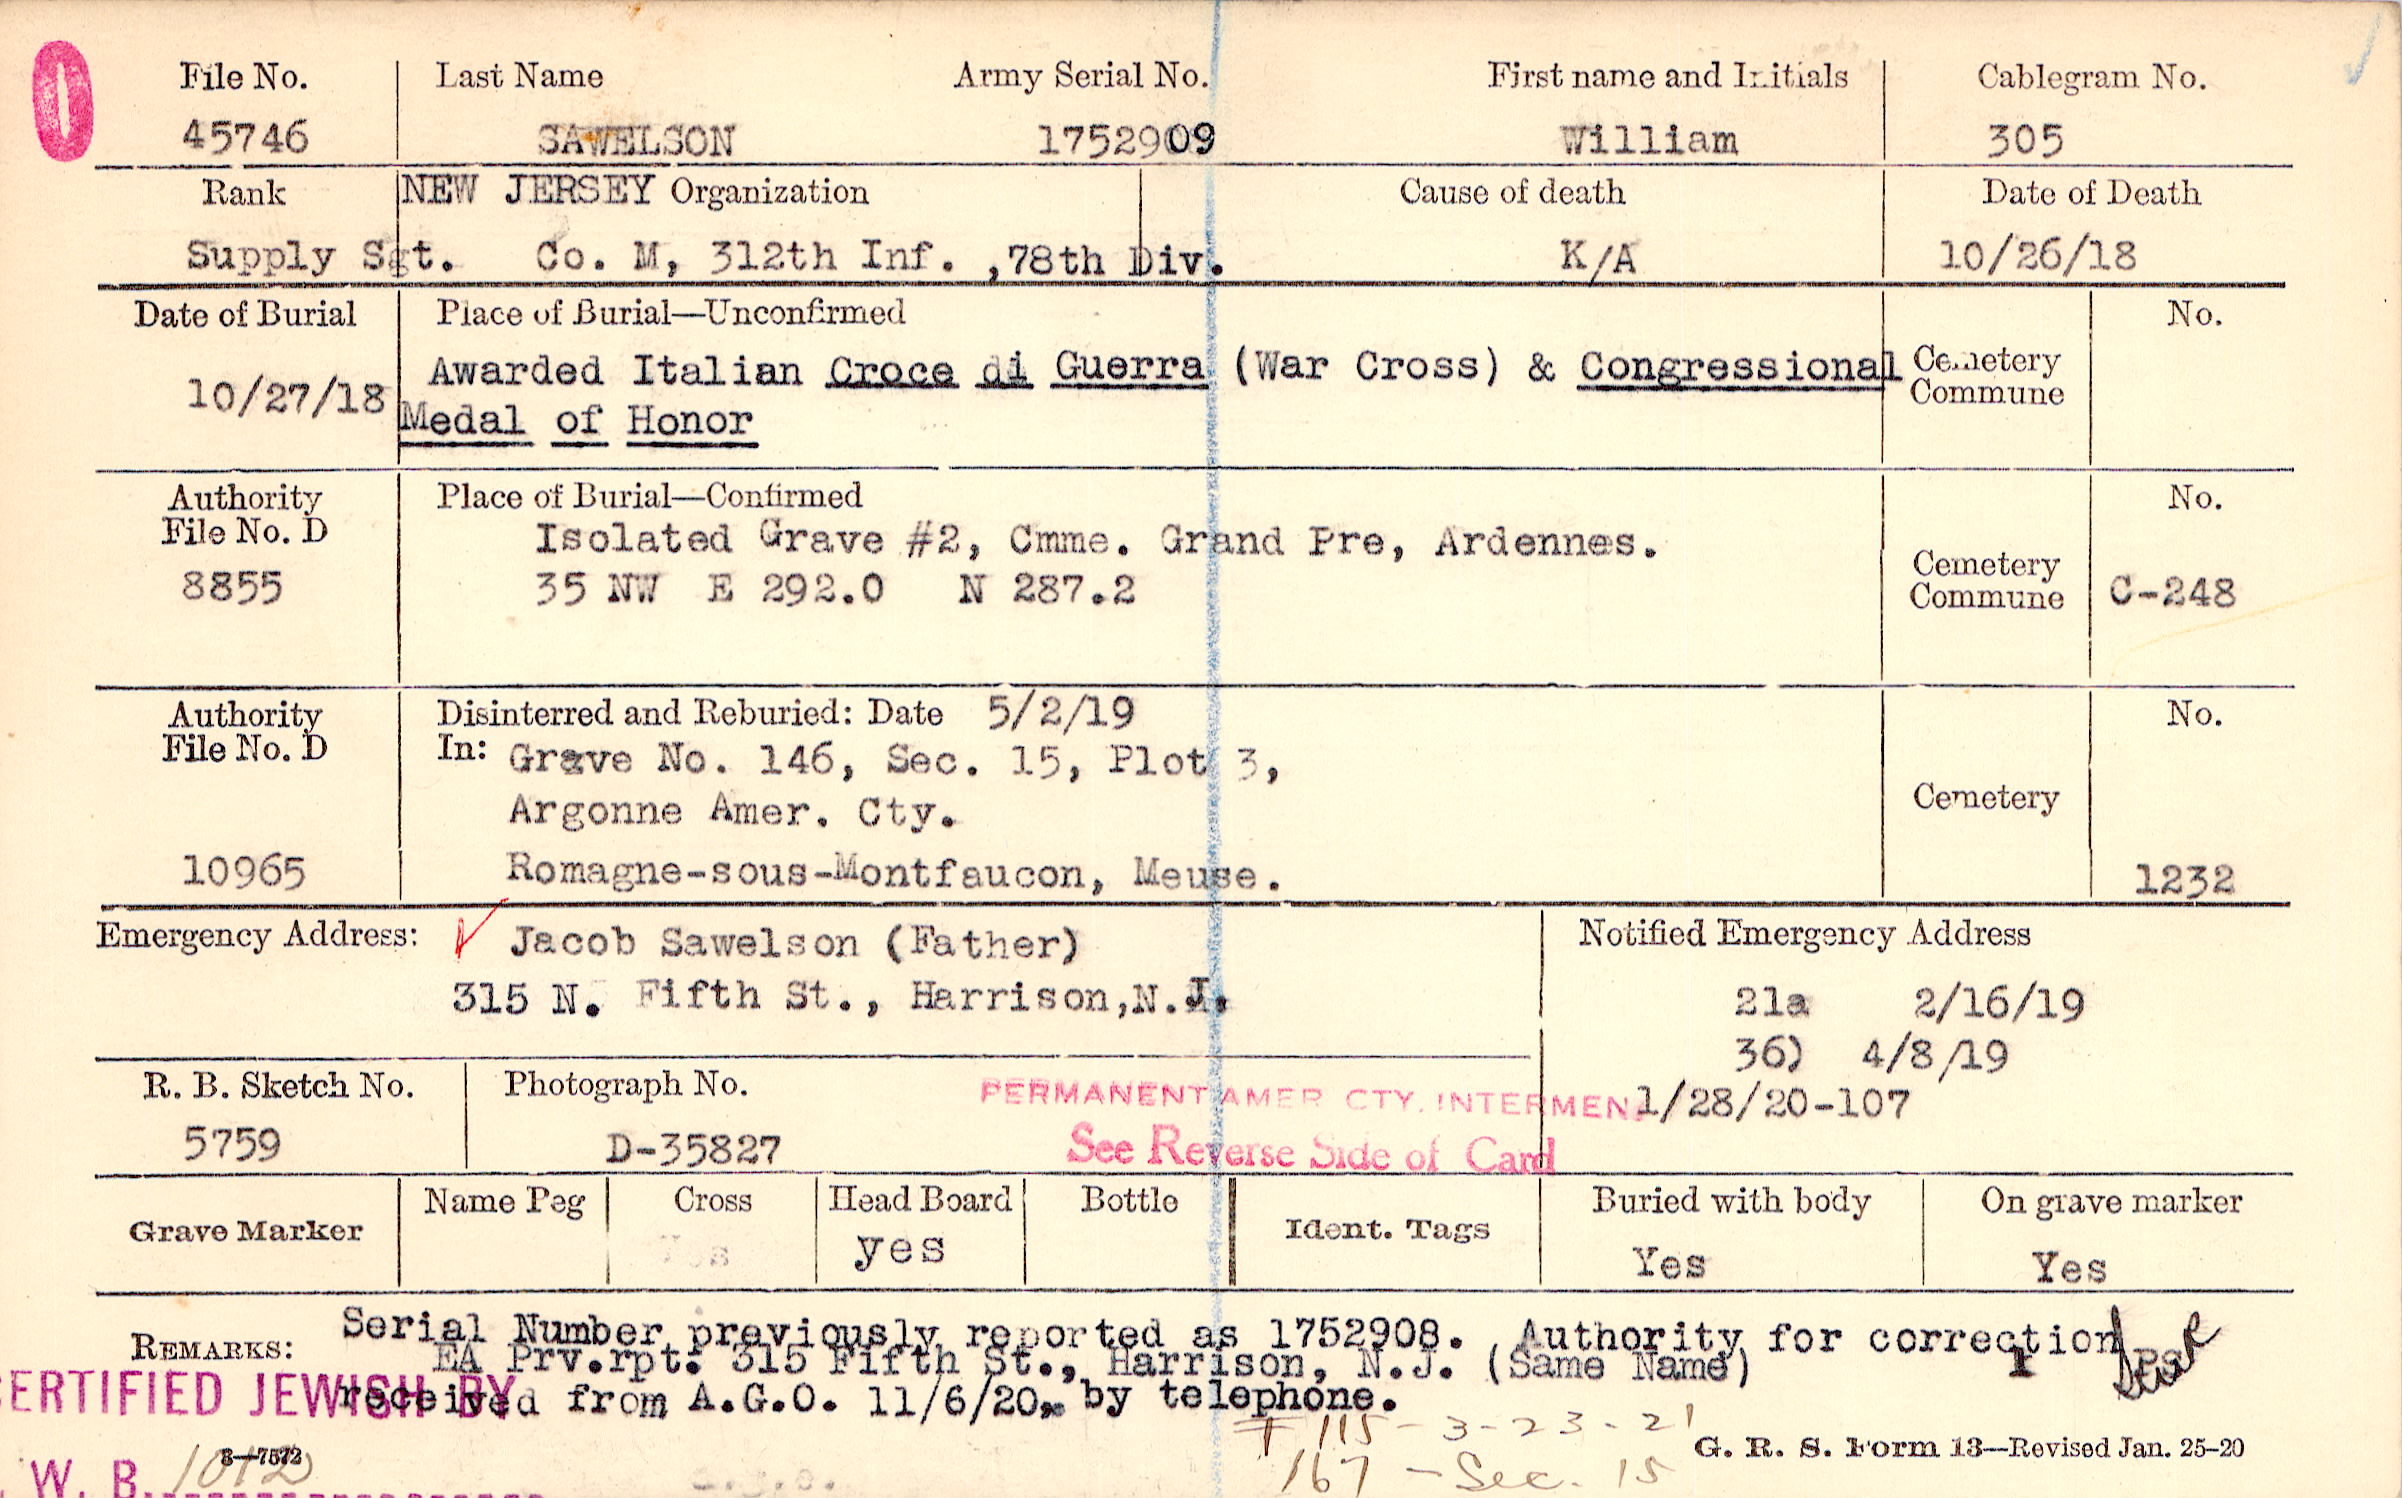 File No. Last Name Army Serial No. First name and Initials Cablegram No.
45746 SAWELSON 1752909 William 305
Rank NEW JERSEY Organization Cause of death Date of Death
Supply Sgt. Co. M, 312th Inf. ,78th Div. K/A 10/26/18
Date of Burial Place of Burial—Unconfirmed No.
10/27/18 Awarded Italian Croce di Guerra (War Cross) & Congressional Cemetery
Medal of Honor Commune
Authority Place of Burial—Confirmed No.
File No. D Isolated Grave #2, Cmme. Grand Pre, Ardennes.
8855 35 NW E 292.0 N 287.2 Cemetery
Commune C-248
Authority Disinterred and Reburied: Date 5/2/19 No.
File No. D In: Grave No. 146, Sec. 15, Plot 3,
Argonne Amer. Cty. Cemetery
10965 Romagne-sous-Montfaucon, Meuse. 1232
Emergency Address: Jacob Sawelson (Father) Notified Emergency Address
315 N. Fifth St., Harrison,N.J. 21a 2/16/19
36) 4/8/19
R. B. Sketch No. Photograph No. PERMANENT AMER CTY. INTERMEN 1/28/20-107
5759 D-35827 See Reverse Side of Card
Grave Marker Name Peg Cross Head Board Bottle Ident. Tags Buried with body On grave marker
Yes yes Yes Yes
REMARKS: Serial Number previously reported as 1752908. Authority for correction
EA Prv.rpt. 315 Fifth St., Harrison, N.J. (Same Name)
ERTIFIED JEWISH BY received from A.G.O. 11/6/20, by telephone.
115-3-23-21
3—7572 G. R. S. Form 13—Revised Jan. 25-20
W. B. 1012 167 - Sec. 15